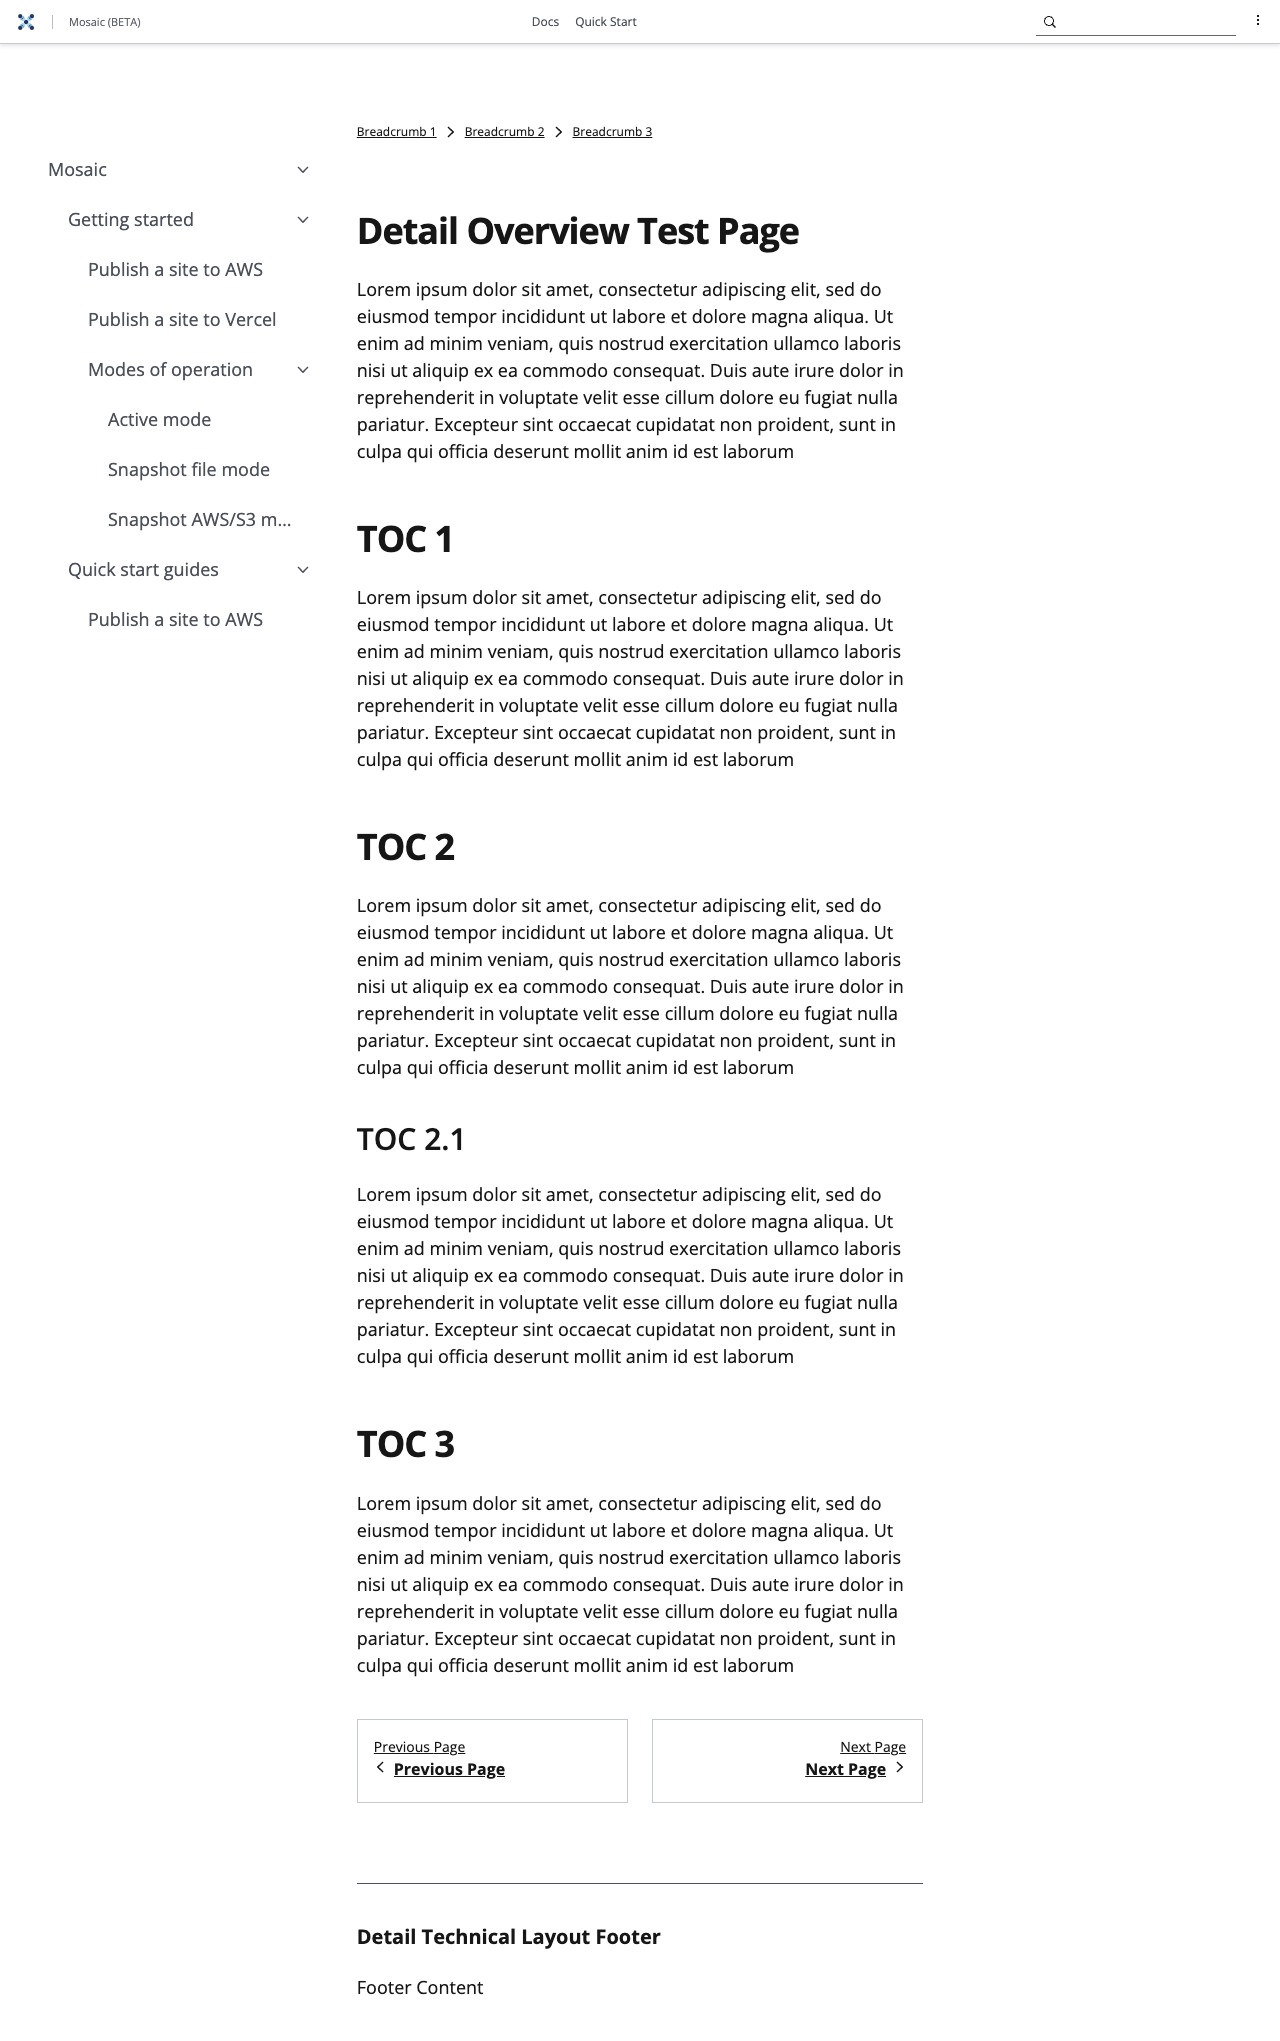 Mosaic (BETA)
Docs
Quick Start
Breadcrumb 1
Breadcrumb 2
Breadcrumb 3
Mosaic
Getting started
Publish a site to AWS
Publish a site to Vercel
Modes of operation
Active mode
Snapshot file mode
Snapshot AWS/S3 m...
Quick start guides
Publish a site to AWS
Detail Overview Test Page
Lorem ipsum dolor sit amet, consectetur adipiscing elit, sed do
eiusmod tempor incididunt ut labore et dolore magna aliqua. Ut
enim ad minim veniam, quis nostrud exercitation ullamco laboris
nisi ut aliquip ex ea commodo consequat. Duis aute irure dolor in
reprehenderit in voluptate velit esse cillum dolore eu fugiat nulla
pariatur. Excepteur sint occaecat cupidatat non proident, sunt in
culpa qui officia deserunt mollit anim id est laborum
TOC 1
Lorem ipsum dolor sit amet, consectetur adipiscing elit, sed do
eiusmod tempor incididunt ut labore et dolore magna aliqua. Ut
enim ad minim veniam, quis nostrud exercitation ullamco laboris
nisi ut aliquip ex ea commodo consequat. Duis aute irure dolor in
reprehenderit in voluptate velit esse cillum dolore eu fugiat nulla
pariatur. Excepteur sint occaecat cupidatat non proident, sunt in
culpa qui officia deserunt mollit anim id est laborum
TOC 2
Lorem ipsum dolor sit amet, consectetur adipiscing elit, sed do
eiusmod tempor incididunt ut labore et dolore magna aliqua. Ut
enim ad minim veniam, quis nostrud exercitation ullamco laboris
nisi ut aliquip ex ea commodo consequat. Duis aute irure dolor in
reprehenderit in voluptate velit esse cillum dolore eu fugiat nulla
pariatur. Excepteur sint occaecat cupidatat non proident, sunt in
culpa qui officia deserunt mollit anim id est laborum
TOC 2.1
Lorem ipsum dolor sit amet, consectetur adipiscing elit, sed do
eiusmod tempor incididunt ut labore et dolore magna aliqua. Ut
enim ad minim veniam, quis nostrud exercitation ullamco laboris
nisi ut aliquip ex ea commodo consequat. Duis aute irure dolor in
reprehenderit in voluptate velit esse cillum dolore eu fugiat nulla
pariatur. Excepteur sint occaecat cupidatat non proident, sunt in
culpa qui officia deserunt mollit anim id est laborum
TOC 3
Lorem ipsum dolor sit amet, consectetur adipiscing elit, sed do
eiusmod tempor incididunt ut labore et dolore magna aliqua. Ut
enim ad minim veniam, quis nostrud exercitation ullamco laboris
nisi ut aliquip ex ea commodo consequat. Duis aute irure dolor in
reprehenderit in voluptate velit esse cillum dolore eu fugiat nulla
pariatur. Excepteur sint occaecat cupidatat non proident, sunt in
culpa qui officia deserunt mollit anim id est laborum
Previous Page
Previous Page
Next Page
Next Page
Detail Technical Layout Footer
Footer Content